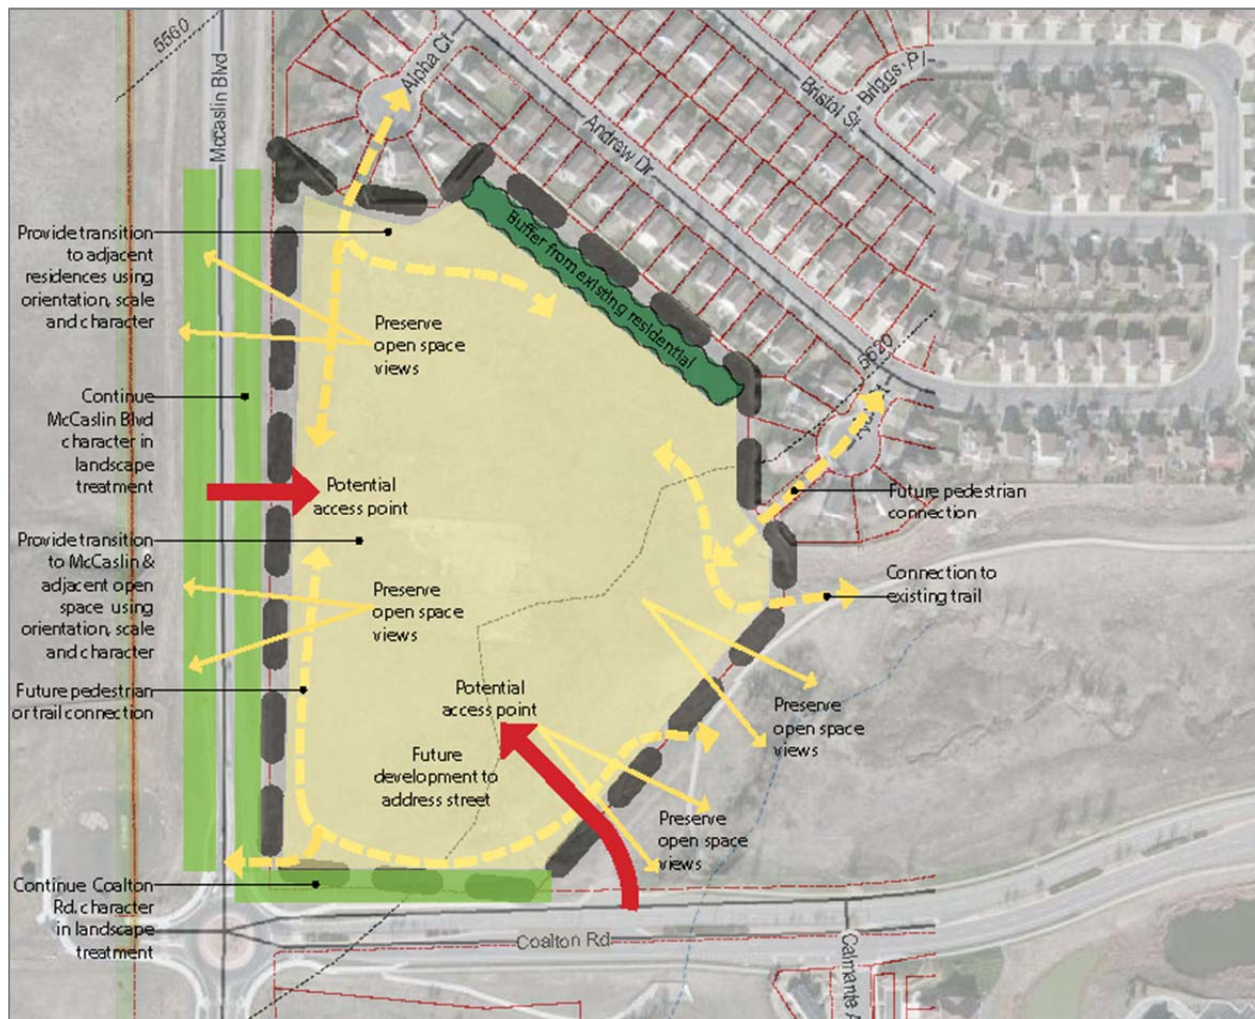 5560
McCaslin Blvd
Alpha Ct
Andrew Dr
Bristol St
Briggs Pl
Buffer from existing residential
5620
Provide transition
to adjacent
residences using
orientation, scale
and character
Preserve
open space
views
Continue
McCaslin Blvd
character in
landscape
treatment
Potential
access point
Future pedestrian
connection
Provide transition
to McCaslin &
adjacent open
space using
orientation, scale
and character
Preserve
open space
views
Connection to
existing trail
Future pedestrian
or trail connection
Potential
access point
Preserve
open space
views
Future
development to
address street
Preserve
open space
views
Continue Coalton
Rd. character
in landscape
treatment
Coalton Rd
Calmante A